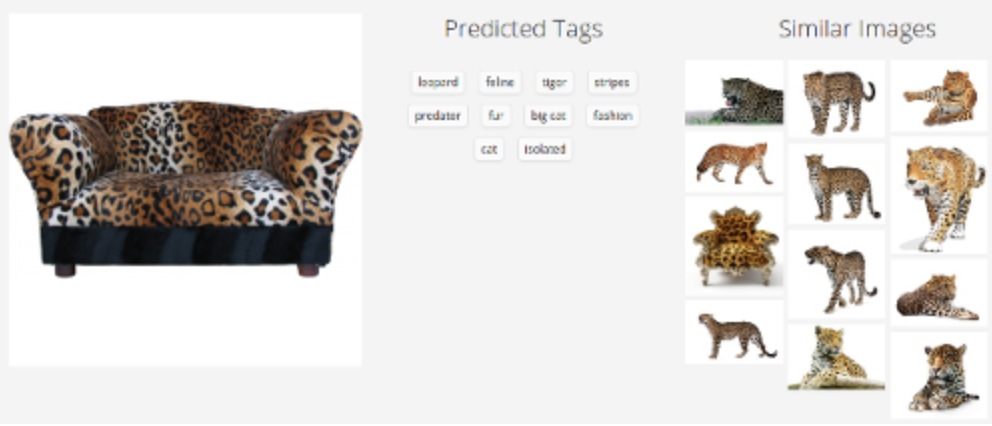 Predicted Tags
Similar Images
leopard feline tiger stripes
predator fur big cat fashion
cat isolated